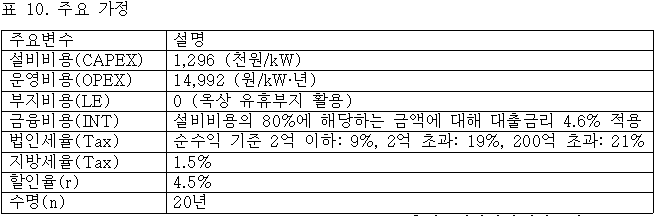 표 10. 주요 가정
주요변수 설명
설비비용(CAPEX) 1,296 (천원/kW)
운영비용(OPEX) 14,992 (원/kW·년)
부지비용(LE) 0 (옥상 유휴부지 활용)
금융비용(INT) 설비비용의 80%에 해당하는 금액에 대해 대출금리 4.6% 적용
법인세율(Tax) 순수익 기준 2억 이하: 9%, 2억 초과: 19%, 200억 초과: 21%
지방세율(Tax) 1.5%
할인율(r) 4.5%
수명(n) 20년